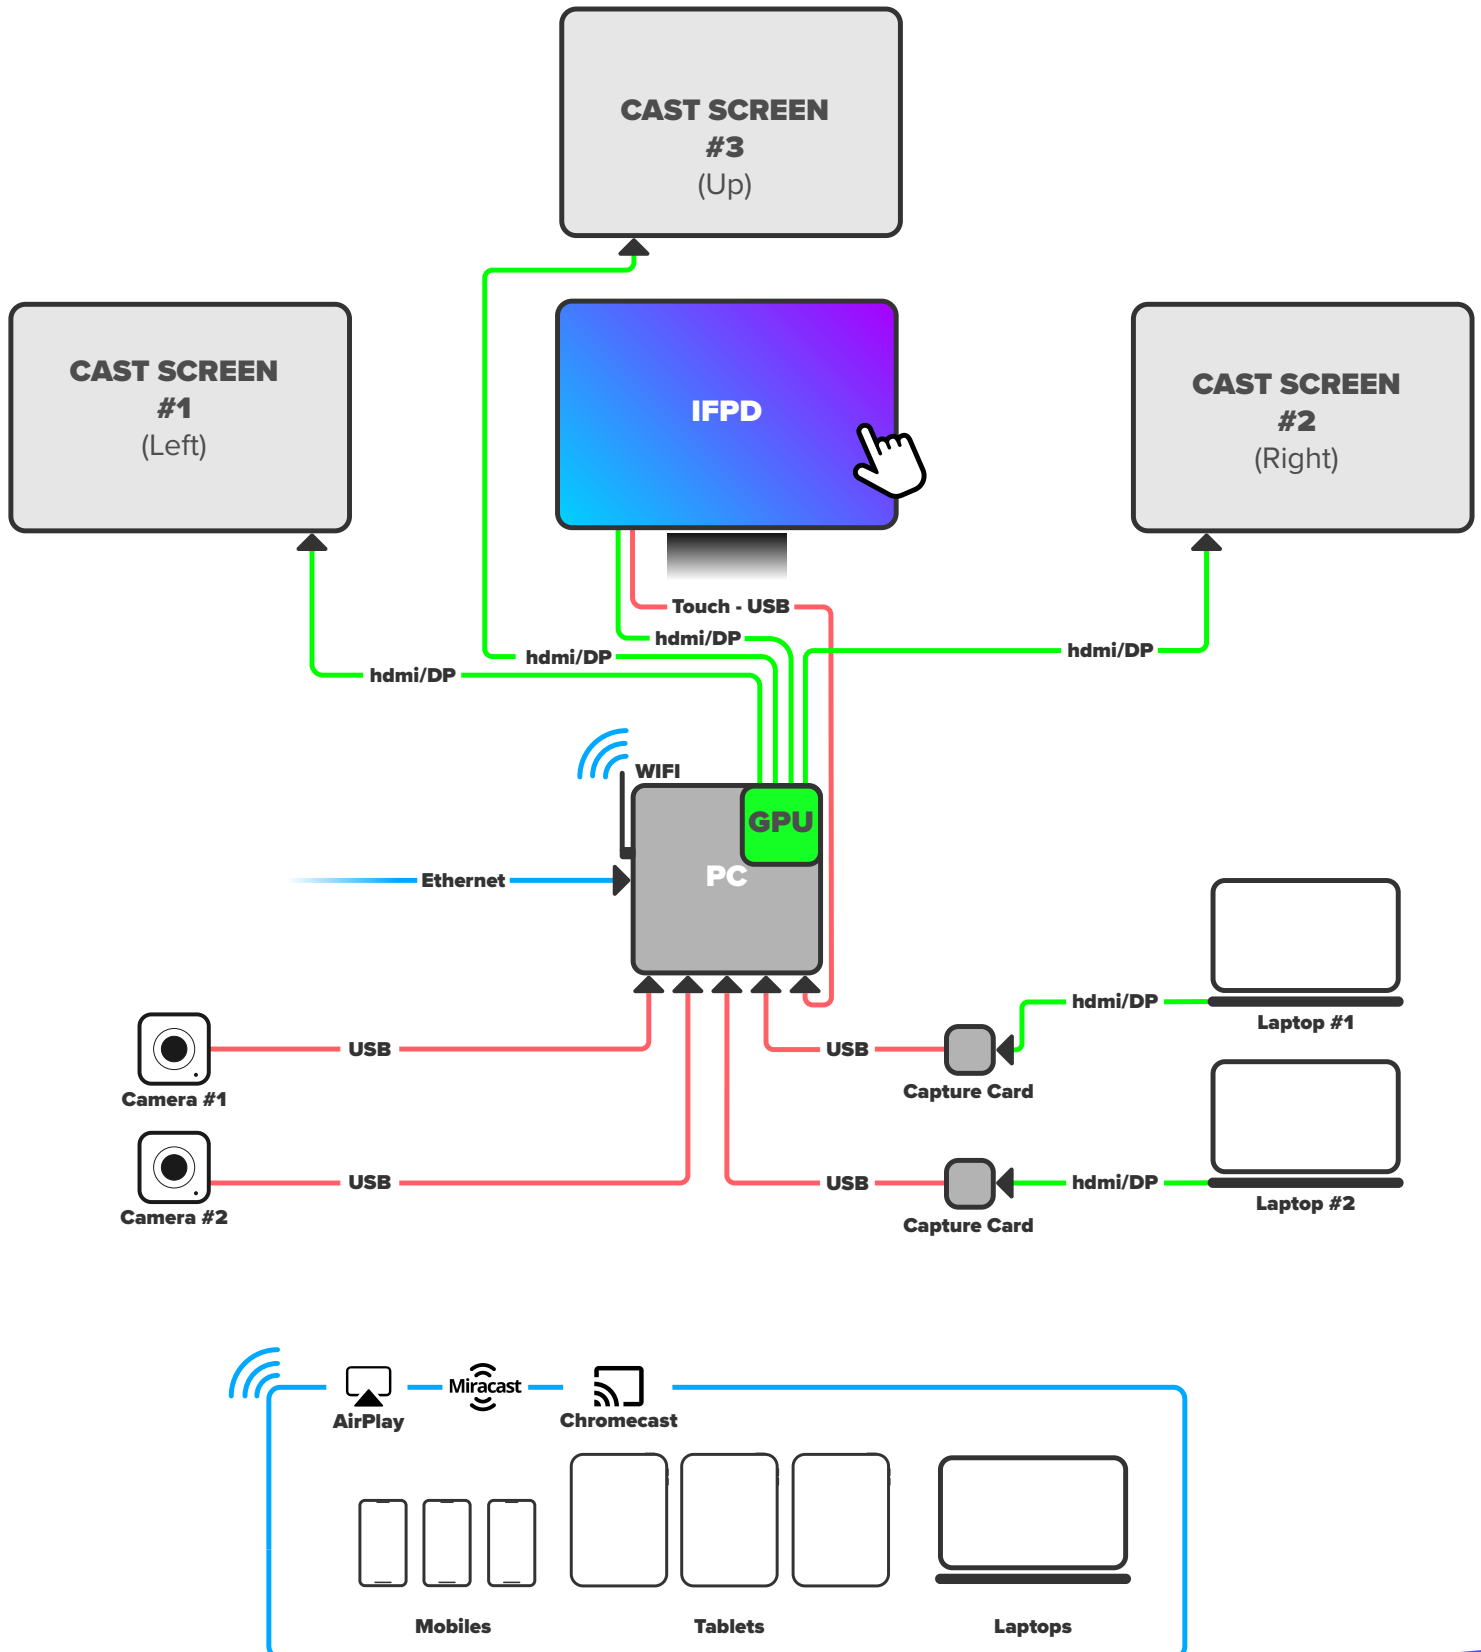 CAST SCREEN
#3
(Up)
CAST SCREEN
#1
(Left)
IFPD
CAST SCREEN
#2
(Right)
Touch - USB
hdmi/DP
hdmi/DP
hdmi/DP
hdmi/DP
WIFI
GPU
PC
Ethernet
hdmi/DP
Laptop #1
USB
USB
Capture Card
Camera #1
USB
USB
hdmi/DP
Laptop #2
Camera #2
Capture Card
AirPlay
Miracast
Chromecast
Mobiles
Tablets
Laptops